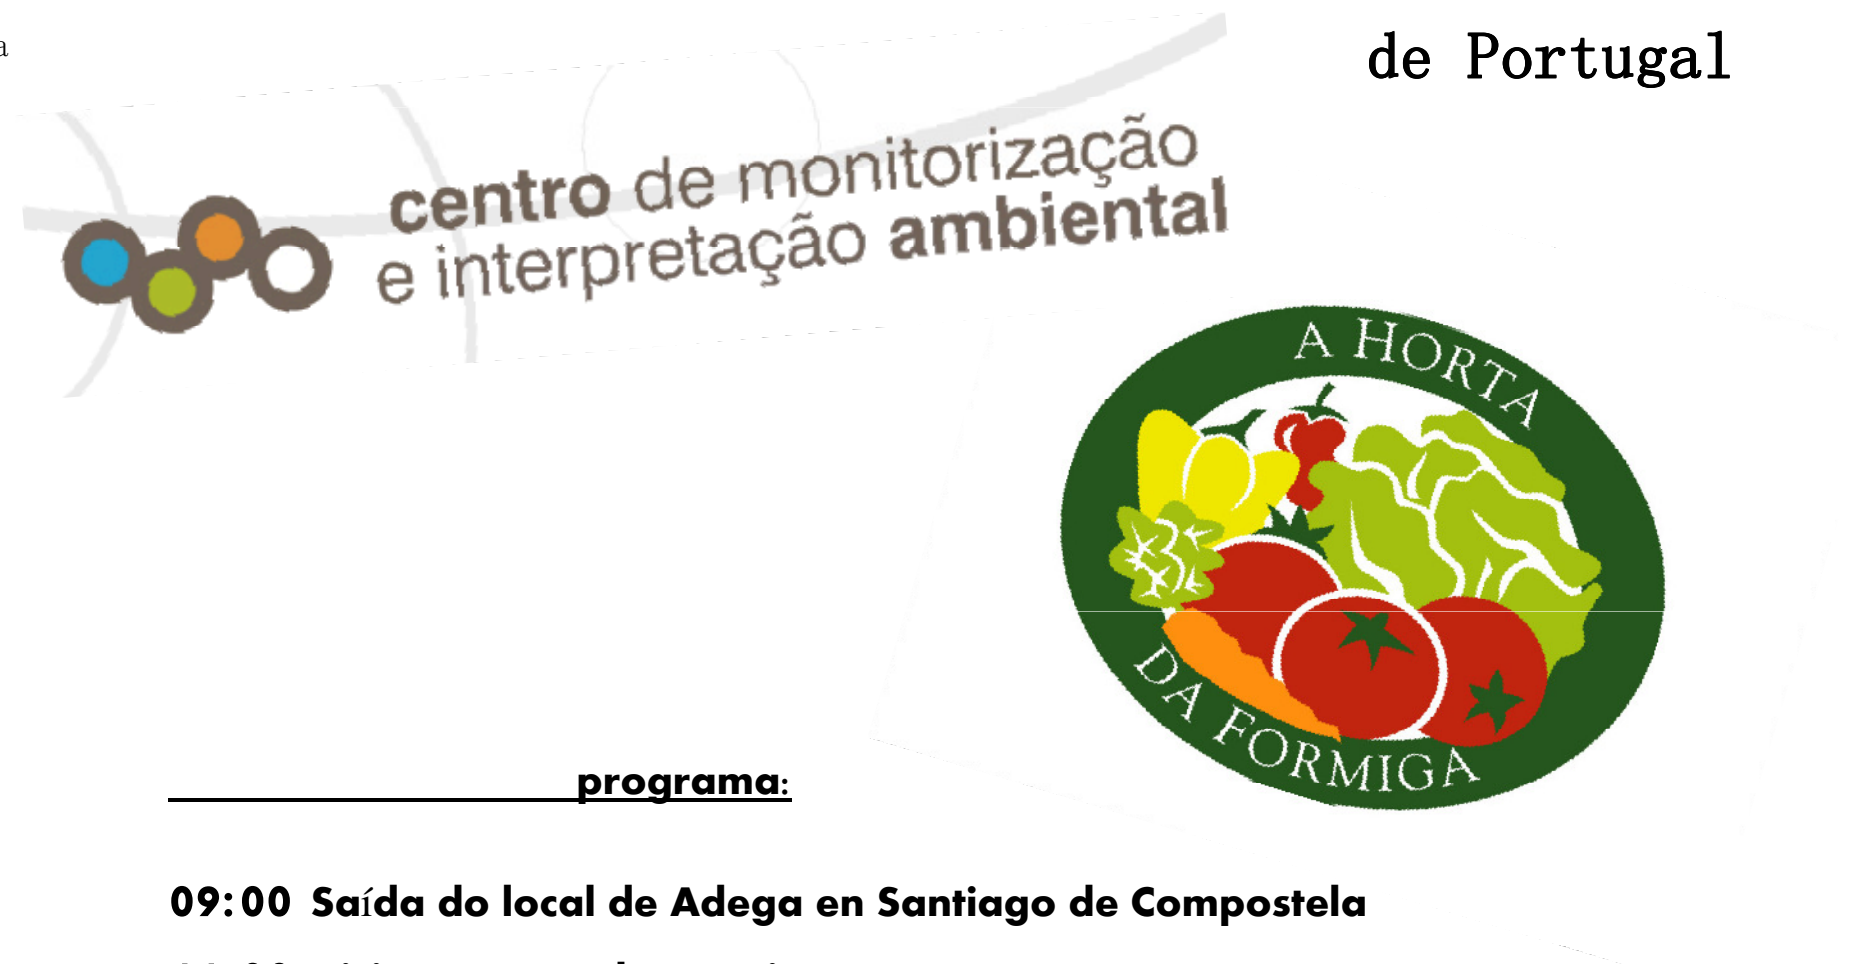 a
de Portugal
centro de monitorização
e interpretação ambiental
A HORTA
DA FORMIGA
programa:
09:00 Saída do local de Adega en Santiago de Compostela